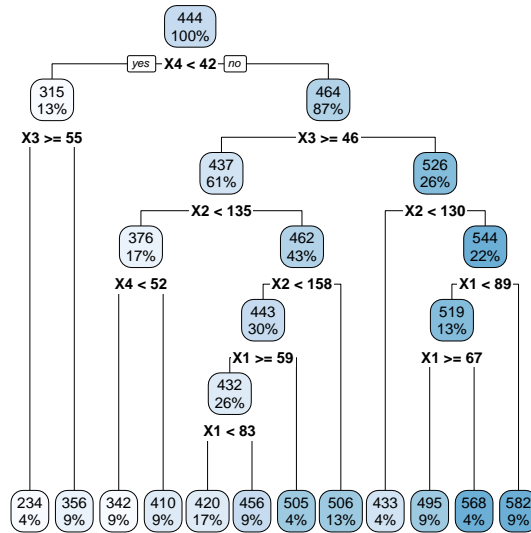 444
100%
yes X4 < 42 no
315
13%
464
87%
X3 >= 55
X3 >= 46
437
61%
526
26%
X2 < 135
X2 < 130
376
17%
462
43%
544
22%
X4 < 52
X2 < 158
X1 < 89
443
30%
519
13%
X1 >= 59
X1 >= 67
432
26%
X1 < 83
234 356 342 410 420 456 505 506 433 495 568 582
4% 9% 9% 9% 17% 9% 4% 13% 4% 9% 4% 9%